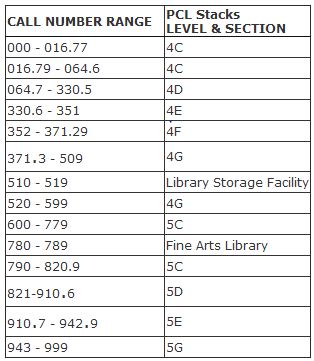 CALL NUMBER RANGE PCL Stacks LEVEL & SECTION
000 - 016.77 4C
016.79 - 064.6 4C
064.7 - 330.5 4D
330.6 - 351 4E
352 - 371.29 4F
371.3 - 509 4G
510 - 519 Library Storage Facility
520 - 599 4G
600 - 779 5C
780 - 789 Fine Arts Library
790 - 820.9 5C
821-910.6 5D
910.7 - 942.9 5E
943 - 999 5G